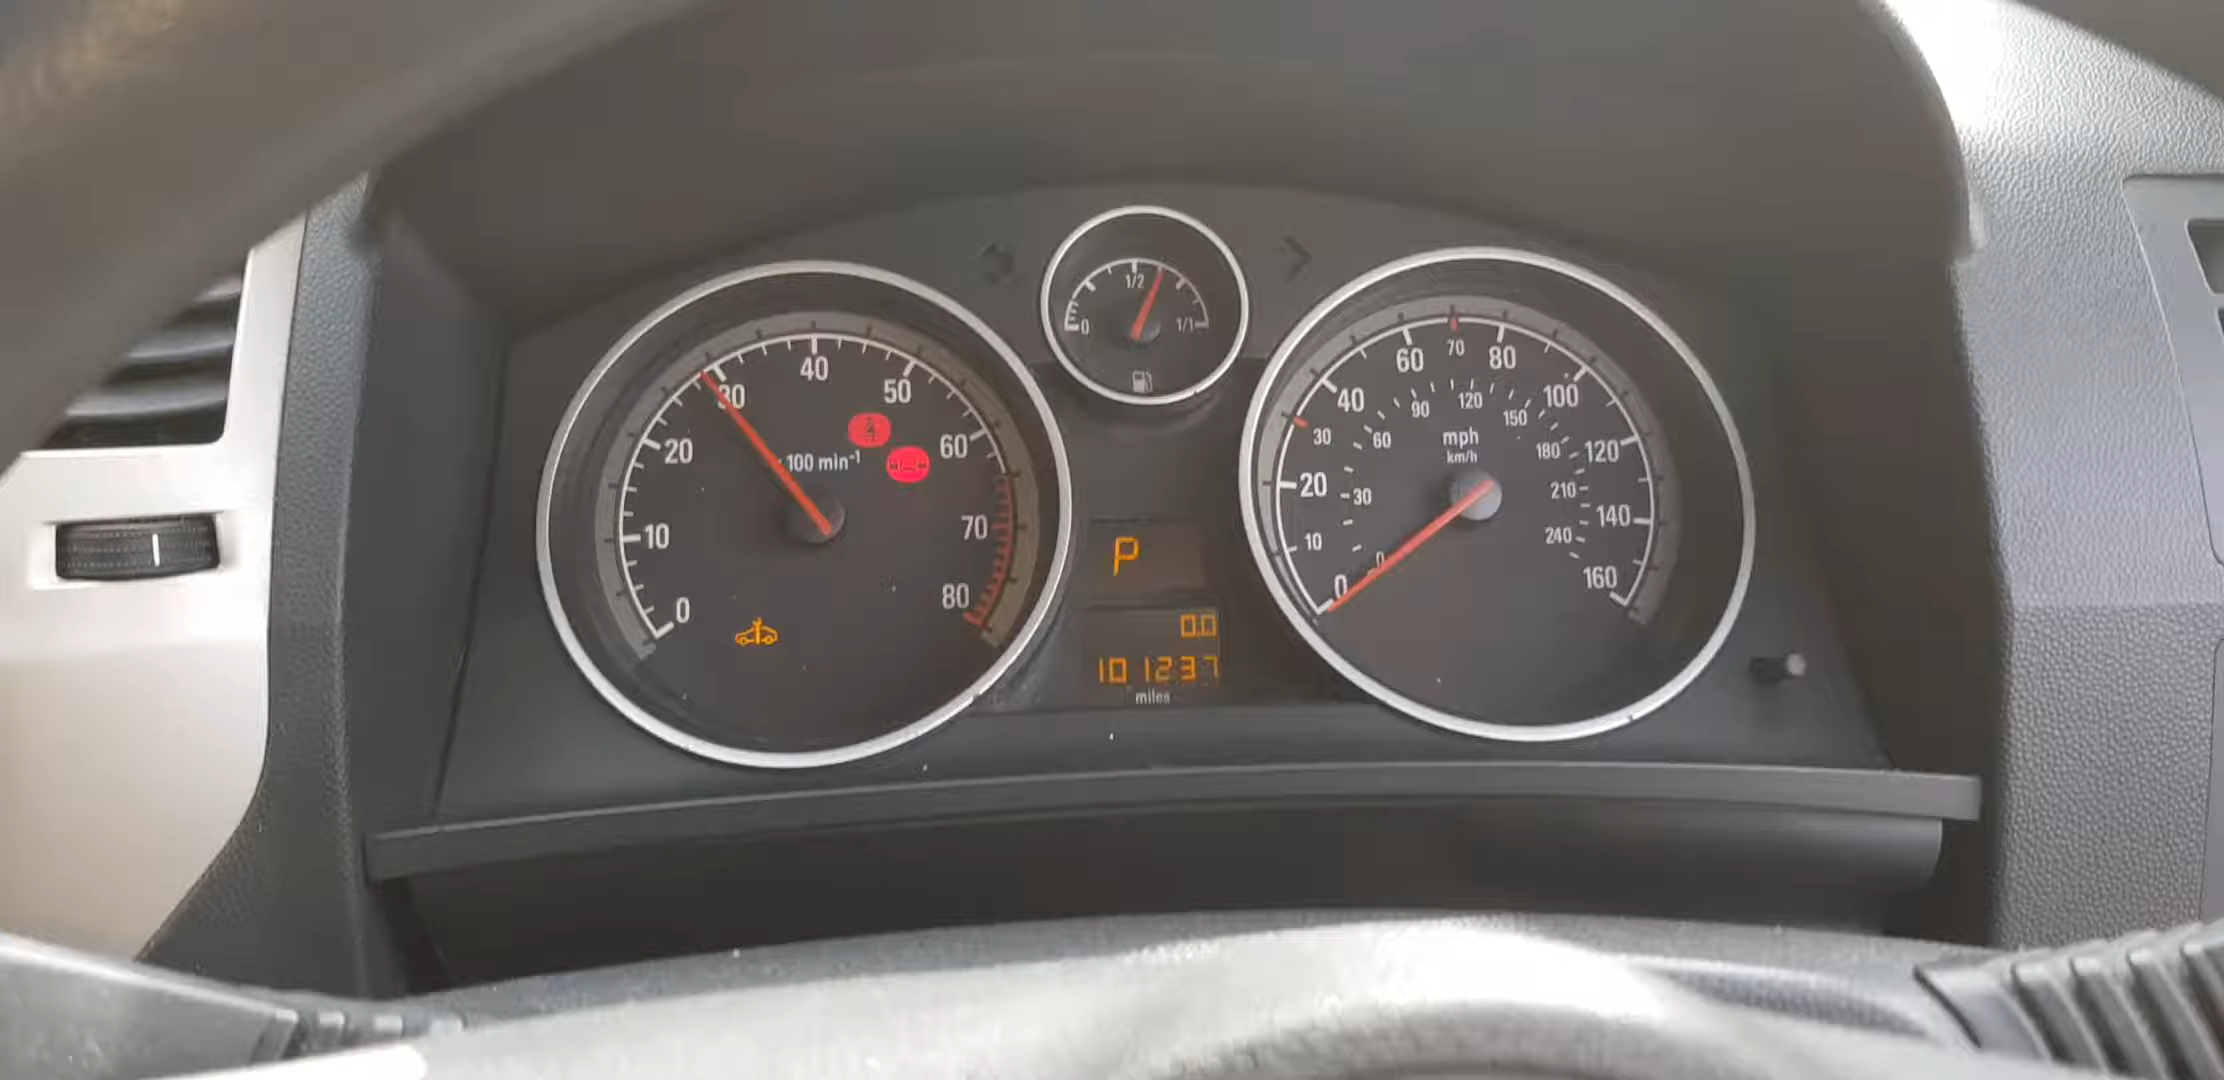 0 1/2 1/1
0 10 20 30 40 50 60 70 80
100 min-1
P
0.0
101237
miles
0 10 20 30 40 60 70 80 100 120 140 160
mph
km/h
0 30 60 90 120 150 180 210 240